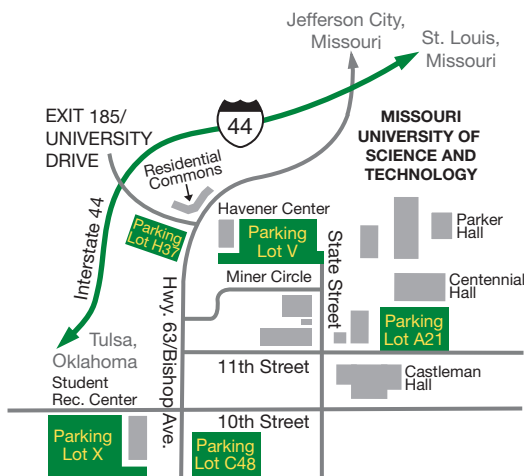 Jefferson City,
Missouri
St. Louis,
Missouri
EXIT 185/
UNIVERSITY
DRIVE
44
MISSOURI
UNIVERSITY OF
SCIENCE AND
TECHNOLOGY
Residential
Commons
Interstate 44
Parking
Lot H37
Havener Center
Parking
Lot V
State Street
Parker
Hall
Miner Circle
Centennial
Hall
Parking
Lot A21
Hwy. 63/Bishop Ave.
Tulsa,
Oklahoma
11th Street
Castleman
Hall
Student
Rec. Center
10th Street
Parking
Lot X
Parking
Lot C48